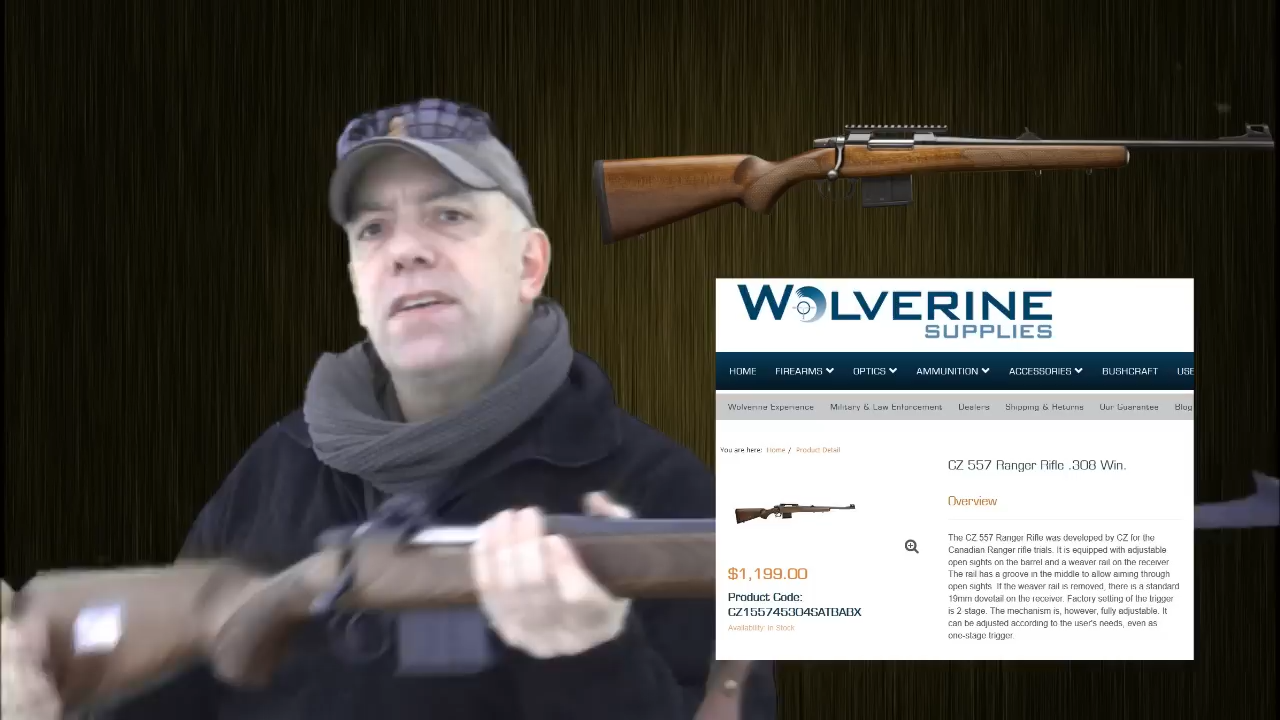 WOLVERINE
SUPPLIES
HOME FIREARMS OPTICS AMMUNITION ACCESSORIES BUSHCRAFT USE
Wolverine Experience Military & Law Enforcement Dealers Shipping & Returns Our Guarantee Blog
You are here: Home / Product Detail
CZ 557 Ranger Rifle .308 Win.
Overview
The CZ 557 Ranger Rifle was developed by CZ for the
Canadian Ranger rifle trials. It is equipped with adjustable
open sights on the barrel and a weaver rail on the receiver
The rail has a groove in the middle to allow aiming through
open sights. If the weaver rail is removed, there is a standard
19mm dovetail on the receiver. Factory setting of the trigger
is 2 stage. The mechanism is, however, fully adjustable. It
can be adjusted according to the user's needs, even as
one-stage trigger.
$1,199.00
Product Code:
CZ155745304SATBABX
Availability: In Stock